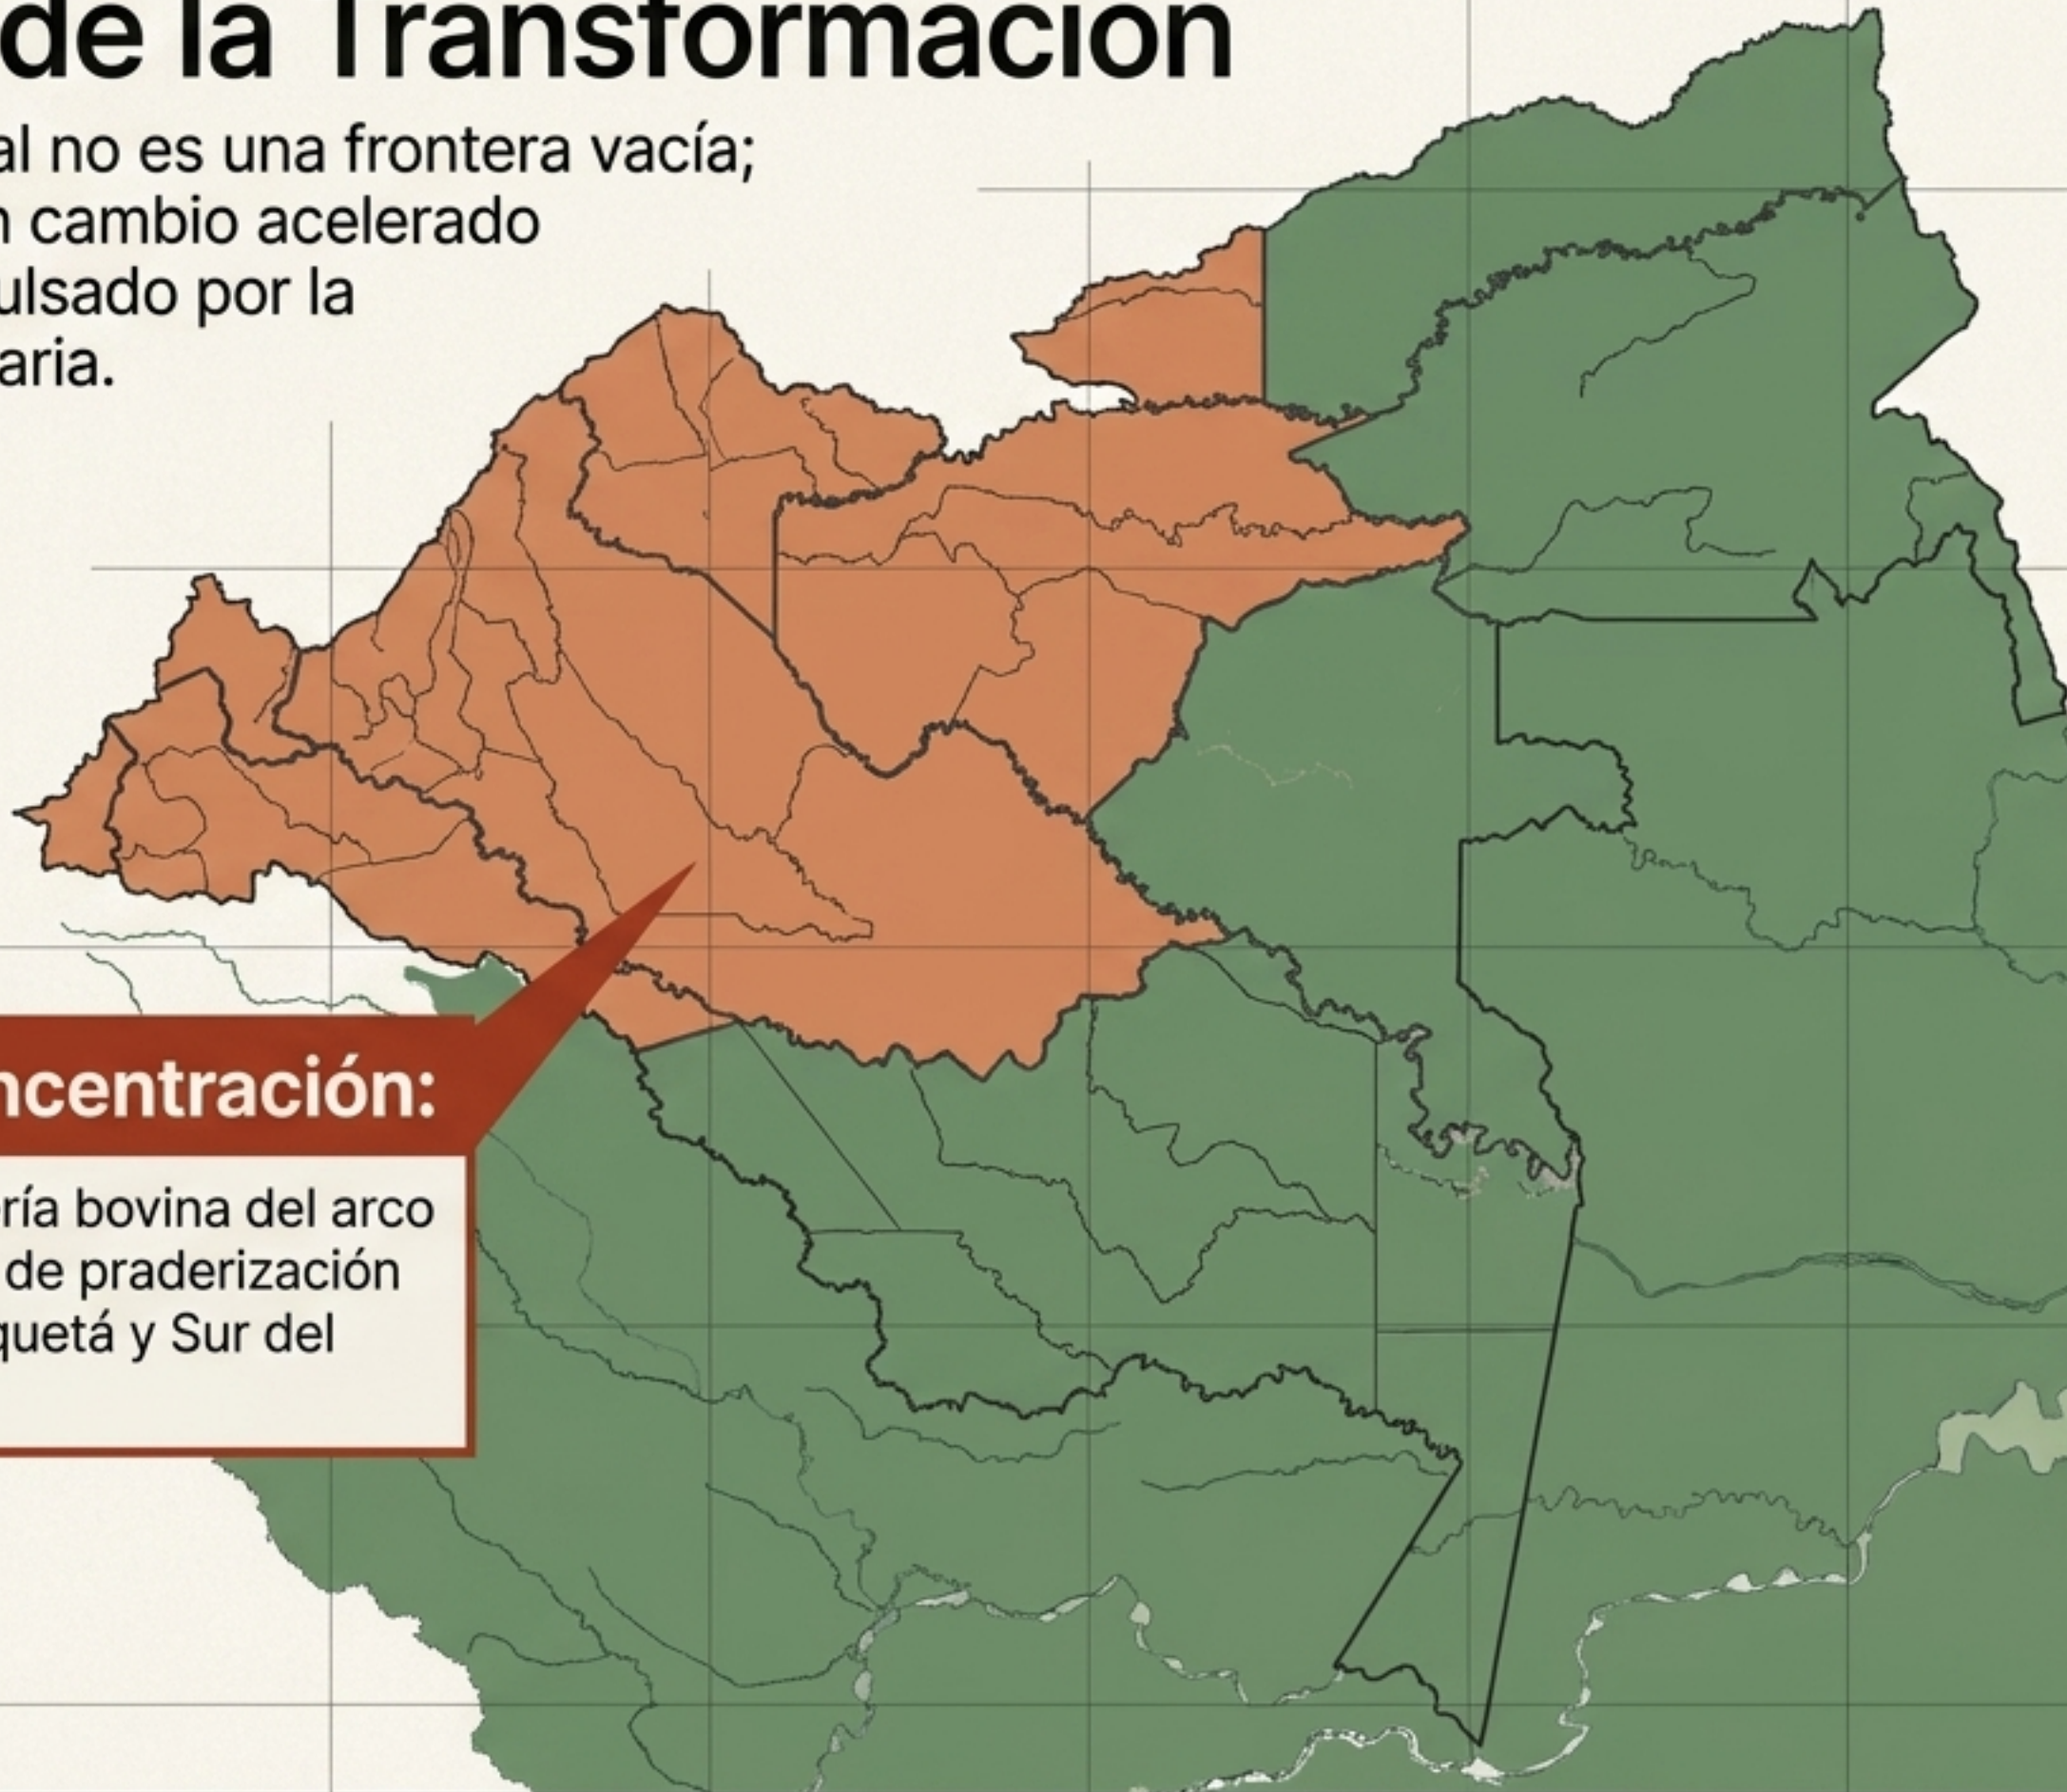 de la Transformación
al no es una frontera vacía;
cambio acelerado
ulsado por la
aria.
ncentración:
ría bovina del arco
de praderización
quetá y Sur del